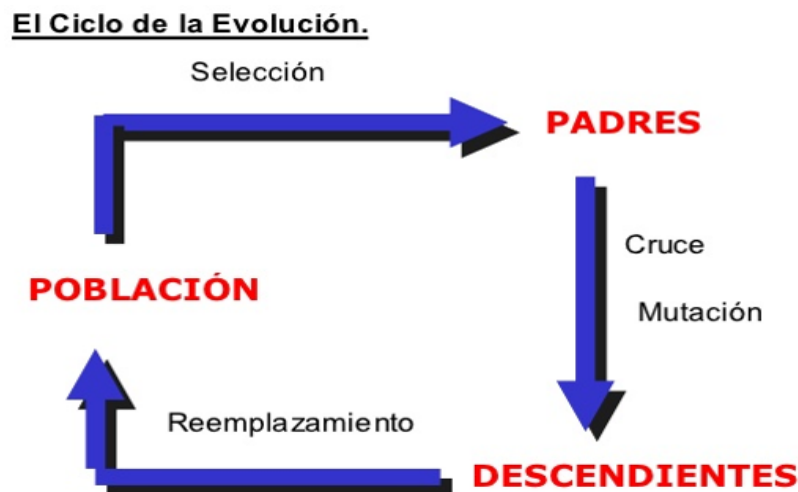 El Ciclo de la Evolución.
Selección
PADRES
Cruce
POBLACIÓN
Mutación
Reemplazamiento
DESCENDIENTES